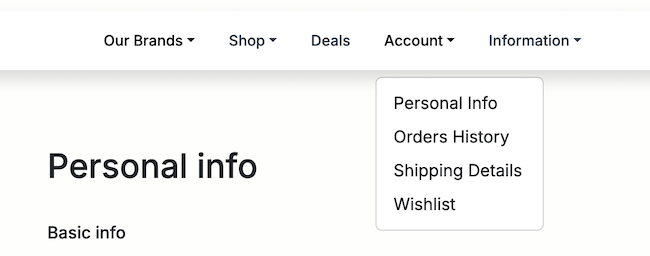 Our Brands Shop Deals Account Information
Personal Info
Orders History
Personal info
Shipping Details
Wishlist
Basic info